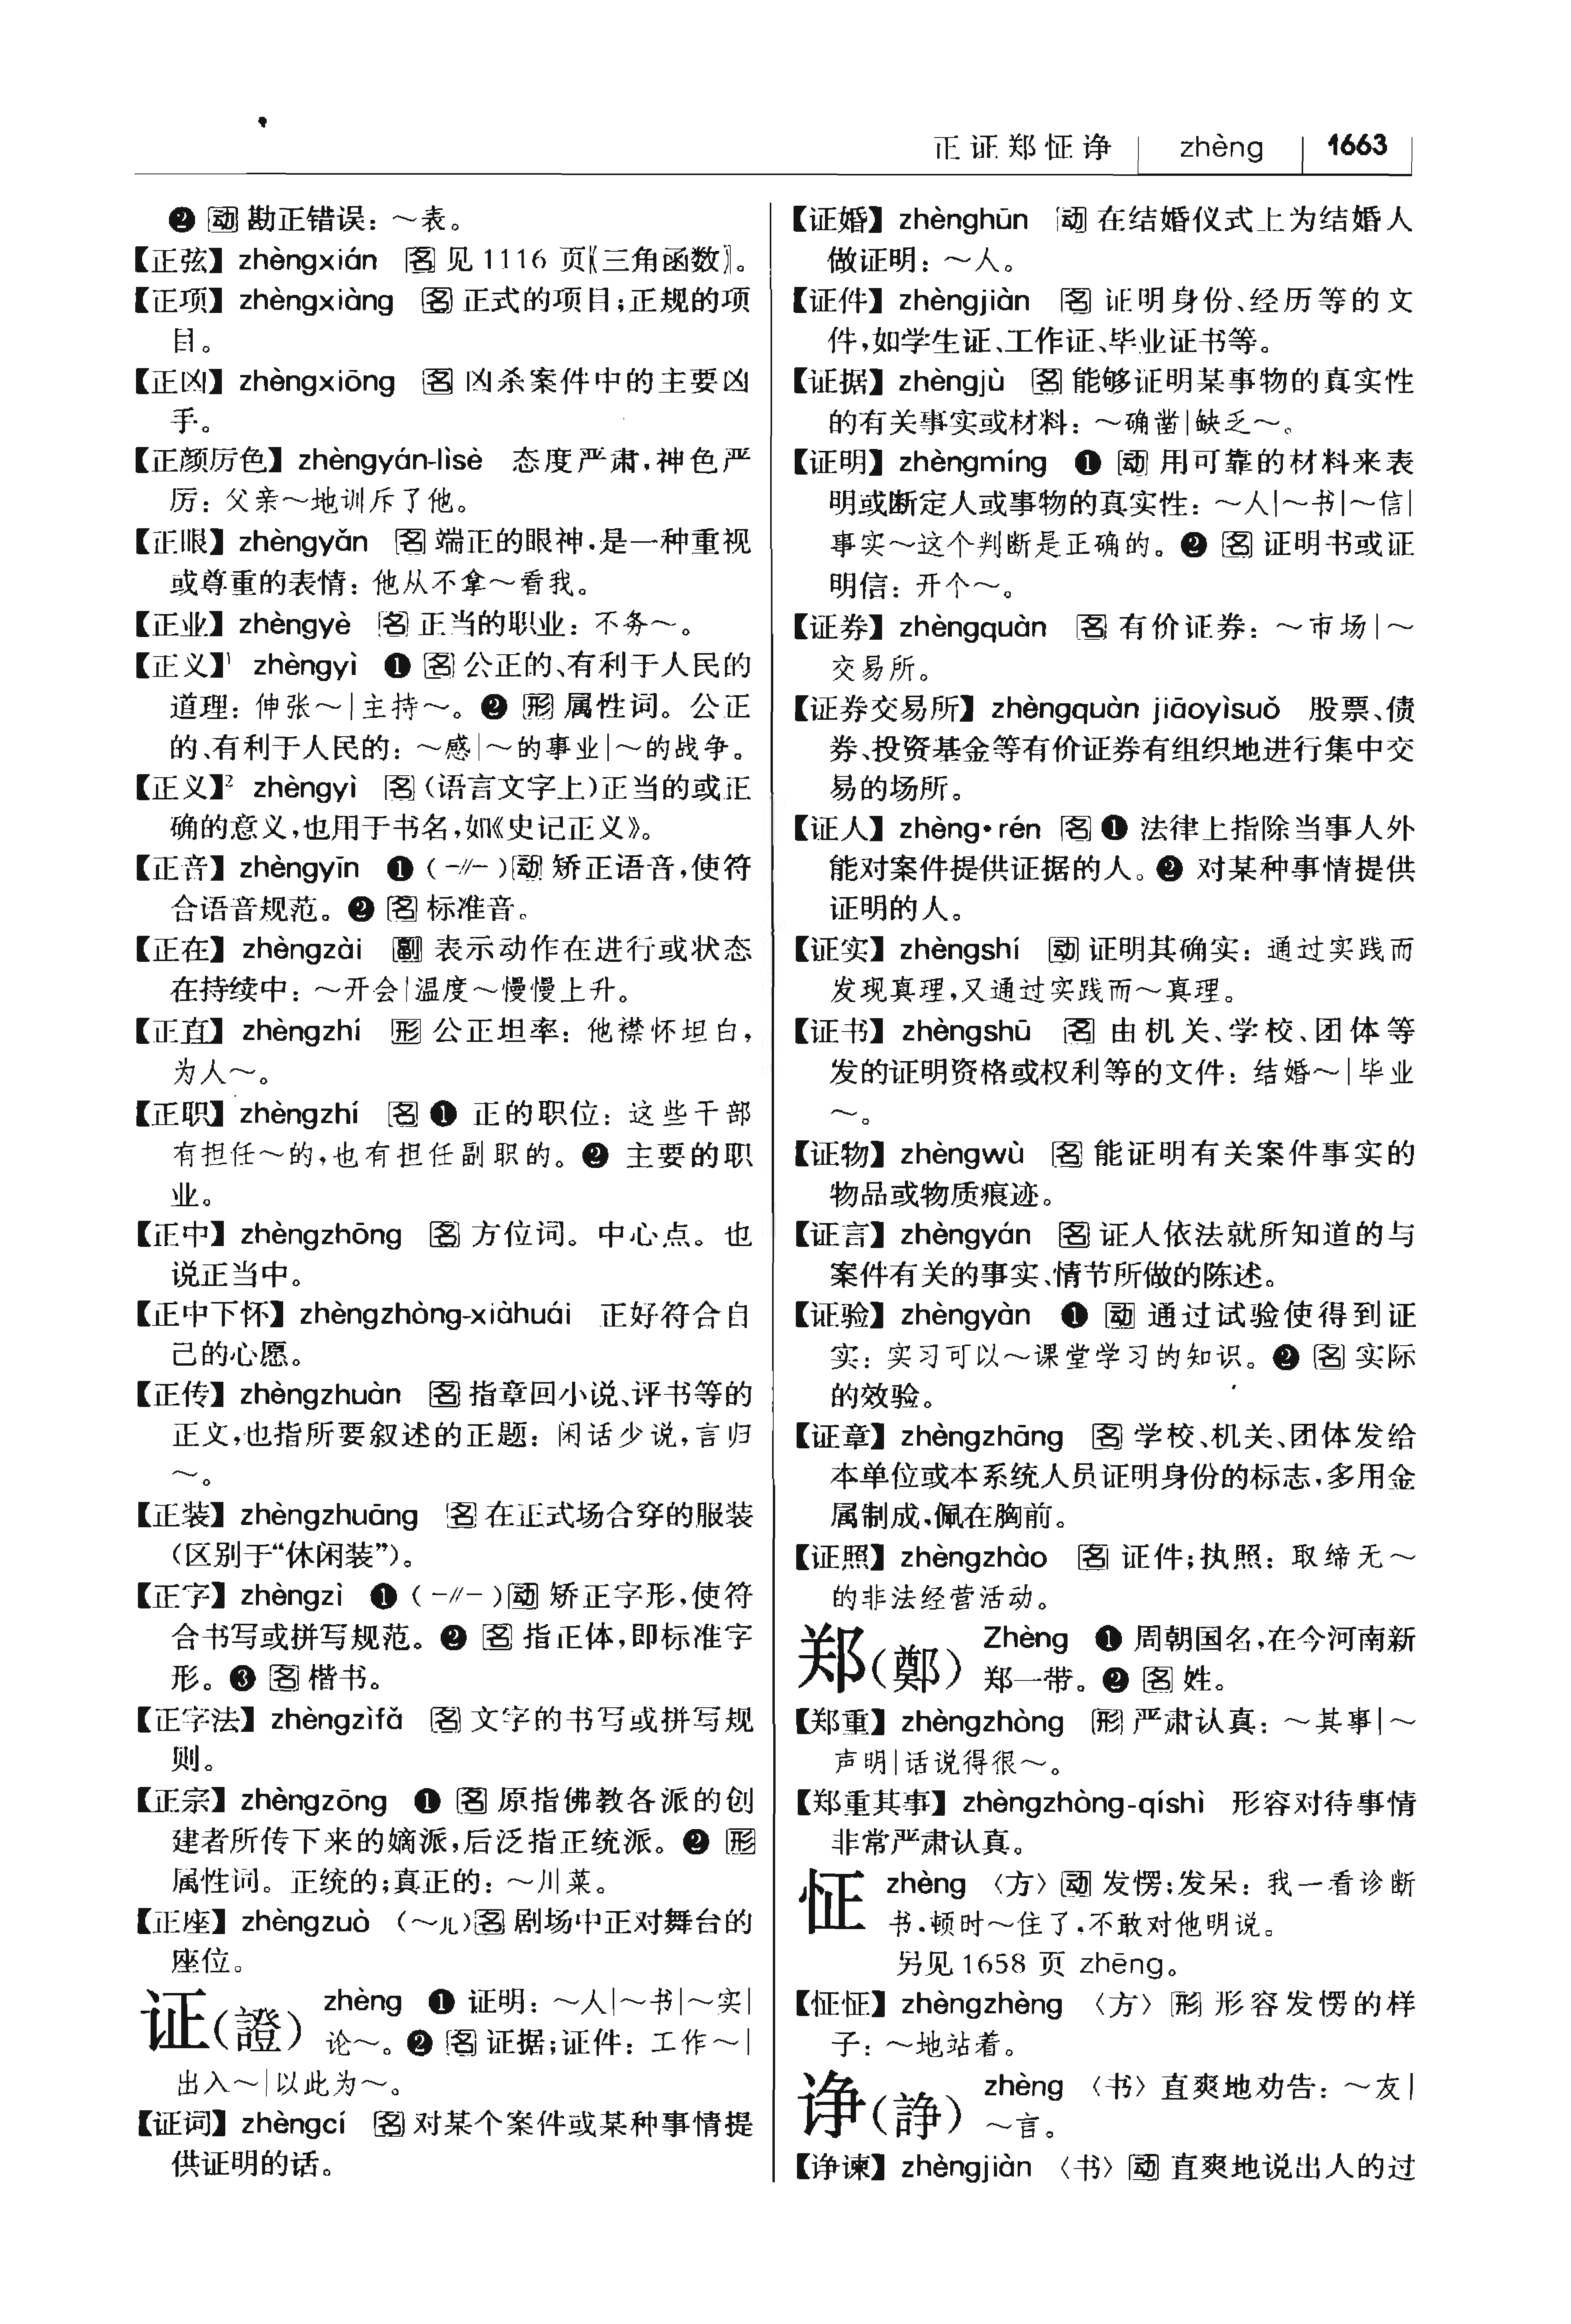 正证郑怔诤 zhèng 1663
❷ 动 勘正错误：～表。
【正弦】 zhèngxián 名 见 1116 页〖三角函数〗。
【正项】 zhèngxiàng 名 正式的项目；正规的项
目。
【正凶】 zhèngxiōng 名 凶杀案件中的主要凶
手。
【正颜厉色】 zhèngyán-lìsè 态度严肃，神色严
厉：父亲～地训斥了他。
【正眼】 zhèngyǎn 名 端正的眼神，是一种重视
或尊重的表情：他从不拿～看我。
【正业】 zhèngyè 名 正当的职业：不务～。
【正义】¹ zhèngyì ❶ 名 公正的、有利于人民的
道理：伸张～|主持～。❷ 形 属性词。公正
的、有利于人民的：～感|～的事业|～的战争。
【正义】² zhèngyì 名（语言文字上）正当的或正
确的意义，也用于书名，如《史记正义》。
【正音】 zhèngyīn ❶（－∥－）动 矫正语音，使符
合语音规范。❷ 名 标准音。
【正在】 zhèngzài 副 表示动作在进行或状态
在持续中：～开会|温度～慢慢上升。
【正直】 zhèngzhí 形 公正坦率：他襟怀坦白，
为人～。
【正职】 zhèngzhí 名 ❶ 正的职位：这些干部
有担任～的，也有担任副职的。❷ 主要的职
业。
【正中】 zhèngzhōng 名 方位词。中心点。也
说正当中。
【正中下怀】 zhèngzhòng-xiàhuái 正好符合自
己的心愿。
【正传】 zhèngzhuàn 名 指章回小说、评书等的
正文，也指所要叙述的正题：闲话少说，言归
～。
【正装】 zhèngzhuāng 名 在正式场合穿的服装
（区别于“休闲装”）。
【正字】 zhèngzì ❶（－∥－）动 矫正字形，使符
合书写或拼写规范。❷ 名 指正体，即标准字
形。❸ 名 楷书。
【正字法】 zhèngzìfǎ 名 文字的书写或拼写规
则。
【正宗】 zhèngzōng ❶ 名 原指佛教各派的创
建者所传下来的嫡派，后泛指正统派。❷ 形
属性词。正统的；真正的：～川菜。
【正座】 zhèngzuò （～儿）名 剧场中正对舞台的
座位。
证（證） zhèng ❶ 证明：～人|～书|～实|
论～。❷ 名 证据；证件：工作～|
出入～|以此为～。
【证词】 zhèngcí 名 对某个案件或某种事情提
供证明的话。
【证婚】 zhènghūn 动 在结婚仪式上为结婚人
做证明：～人。
【证件】 zhèngjiàn 名 证明身份、经历等的文
件，如学生证、工作证、毕业证书等。
【证据】 zhèngjù 名 能够证明某事物的真实性
的有关事实或材料：～确凿|缺乏～。
【证明】 zhèngmíng ❶ 动 用可靠的材料来表
明或断定人或事物的真实性：～人|～书|～信|
事实～这个判断是正确的。❷ 名 证明书或证
明信：开个～。
【证券】 zhèngquàn 名 有价证券：～市场|～
交易所。
【证券交易所】 zhèngquàn jiāoyìsuǒ 股票、债
券、投资基金等有价证券有组织地进行集中交
易的场所。
【证人】 zhèng•rén 名 ❶ 法律上指除当事人外
能对案件提供证据的人。❷ 对某种事情提供
证明的人。
【证实】 zhèngshí 动 证明其确实：通过实践而
发现真理，又通过实践而～真理。
【证书】 zhèngshū 名 由机关、学校、团体等
发的证明资格或权利等的文件：结婚～|毕业
～。
【证物】 zhèngwù 名 能证明有关案件事实的
物品或物质痕迹。
【证言】 zhèngyán 名 证人依法就所知道的与
案件有关的事实、情节所做的陈述。
【证验】 zhèngyàn ❶ 动 通过试验使得到证
实：实习可以～课堂学习的知识。❷ 名 实际
的效验。
【证章】 zhèngzhāng 名 学校、机关、团体发给
本单位或本系统人员证明身份的标志，多用金
属制成，佩在胸前。
【证照】 zhèngzhào 名 证件；执照：取缔无～
的非法经营活动。
郑（鄭） Zhèng ❶ 周朝国名，在今河南新
郑一带。❷ 名 姓。
【郑重】 zhèngzhòng 形 严肃认真：～其事|～
声明|话说得很～。
【郑重其事】 zhèngzhòng-qíshì 形容对待事情
非常严肃认真。
怔 zhèng 〈方〉 动 发愣；发呆：我一看诊断
书，顿时～住了，不敢对他明说。
另见 1658 页 zhēng。
【怔怔】 zhèngzhèng 〈方〉 形 形容发愣的样
子：～地站着。
诤（諍） zhèng 〈书〉 直爽地劝告：～友|
～言。
【诤谏】 zhèngjiàn 〈书〉 动 直爽地说出人的过